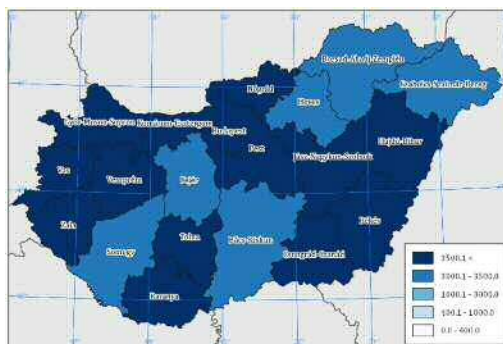 Borsod-Abaúj-Zemplén
Szabolcs-Szatmár-Bereg
Nógrád
Heves
Győr-Moson-Sopron
Komárom-Esztergom
Budapest
Hajdú-Bihar
Pest
Jász-Nagykun-Szolnok
Vas
Veszprém
Fejér
Békés
Zala
Tolna
Bács-Kiskun
Somogy
Csongrád-Csanád
Baranya
3500,1 <
3000,1 - 3500,0
1000,1 - 3000,0
400,1 - 1000,0